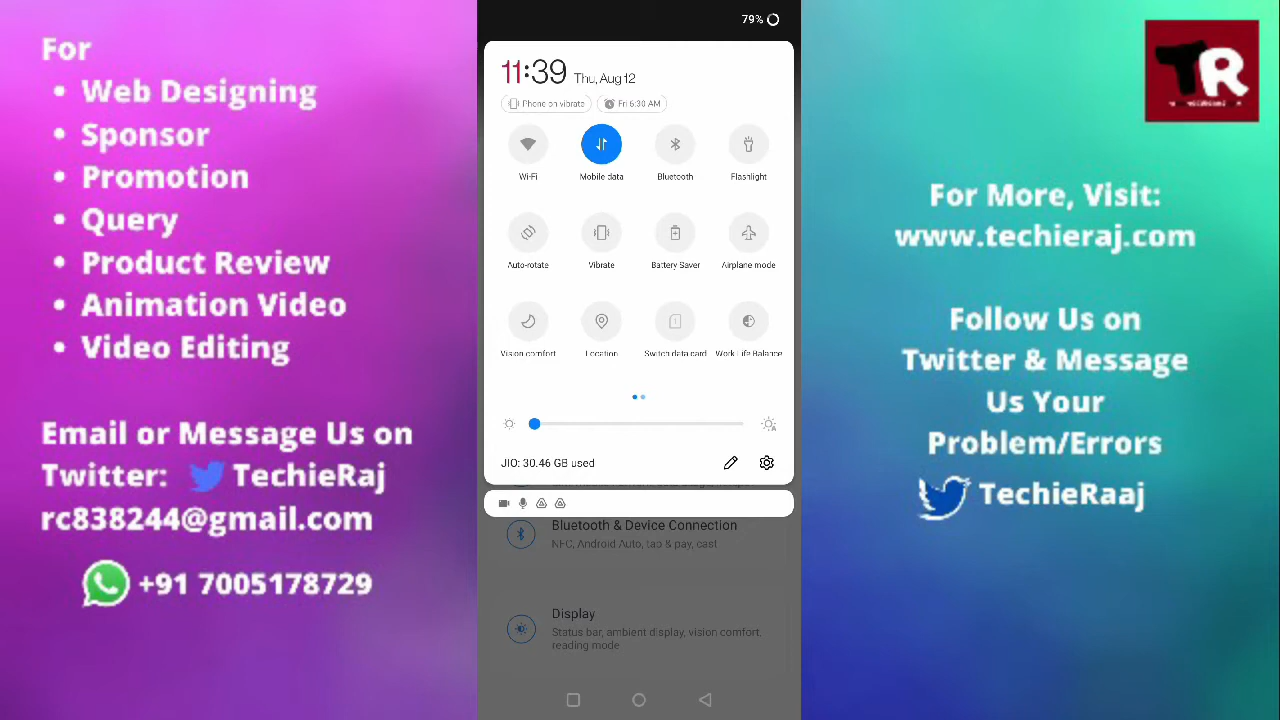 For
• Web Designing
• Sponsor
• Promotion
• Query
• Product Review
• Animation Video
• Video Editing
Email or Message Us on
Twitter: TechieRaj
rc838244@gmail.com
+91 7005178729
79%
11:39 Thu, Aug 12
Phone on vibrate Fri 6:30 AM
Wi-Fi Mobile data Bluetooth Flashlight
Auto-rotate Vibrate Battery Saver Airplane mode
Vision comfort Location Switch data card Work Life Balance
JIO: 30.46 GB used
Bluetooth & Device Connection
NFC, Android Auto, tap & pay, cast
Display
Status bar, ambient display, vision comfort,
reading mode
TR
For More, Visit:
www.techieraj.com
Follow Us on
Twitter & Message
Us Your
Problem/Errors
TechieRaaj